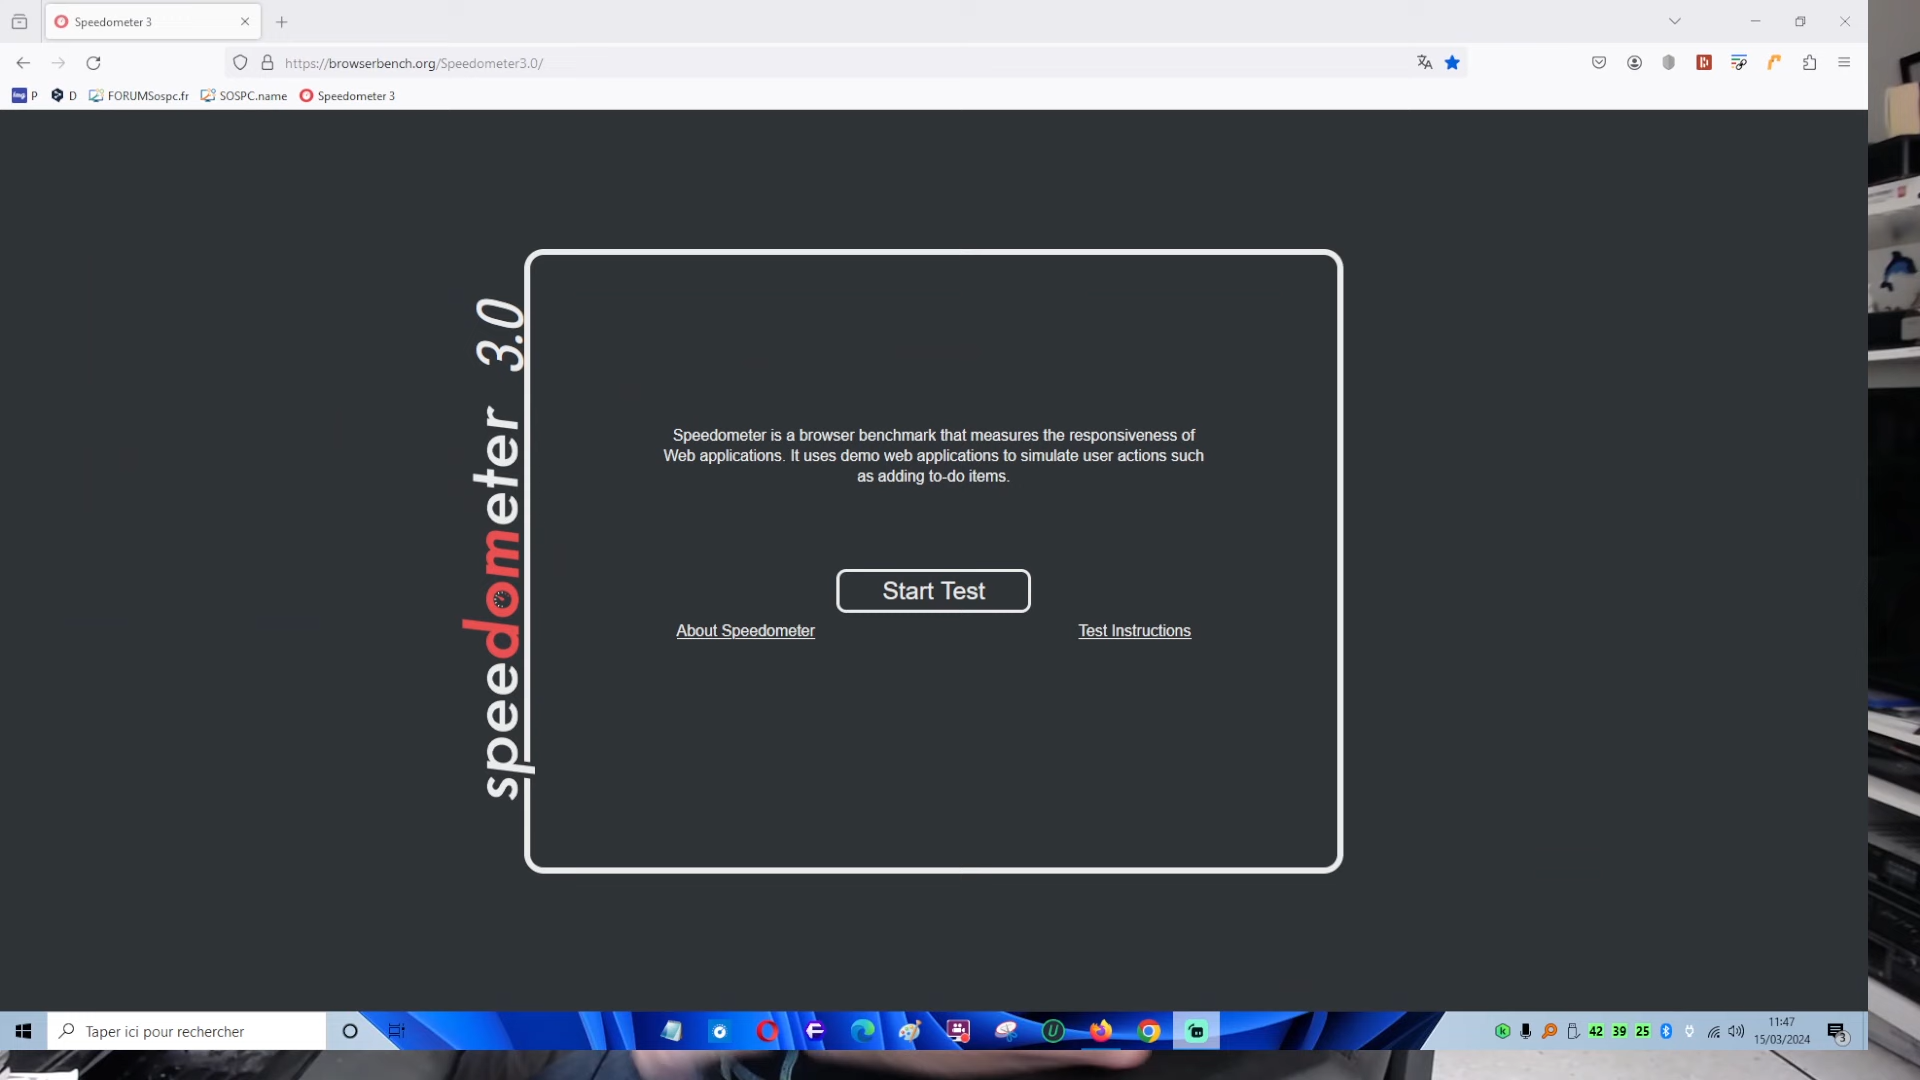 Speedometer 3
https://browserbench.org/Speedometer3.0/
P
D
FORUMSospc.fr
SOSPC.name
Speedometer 3
speedometer 3.0
Speedometer is a browser benchmark that measures the responsiveness of
Web applications. It uses demo web applications to simulate user actions such
as adding to-do items.
Start Test
About Speedometer
Test Instructions
Taper ici pour rechercher
42
39
25
11:47
15/03/2024
3